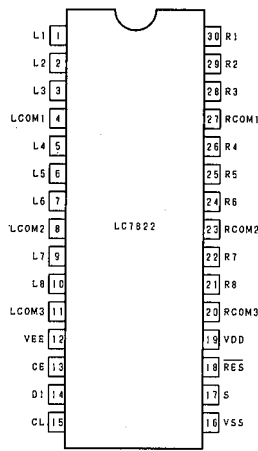 L1 1 30 R1
L2 2 29 R2
L3 3 28 R3
LCOM1 4 27 RCOM1
L4 5 26 R4
L5 6 25 R5
L6 7 24 R6
LCOM2 8 LC7822 23 RCOM2
L7 9 22 R7
L8 10 21 R8
LCOM3 11 20 RCOM3
VEE 12 19 VDD
CE 13 18 RES
DI 14 17 S
CL 15 16 VSS